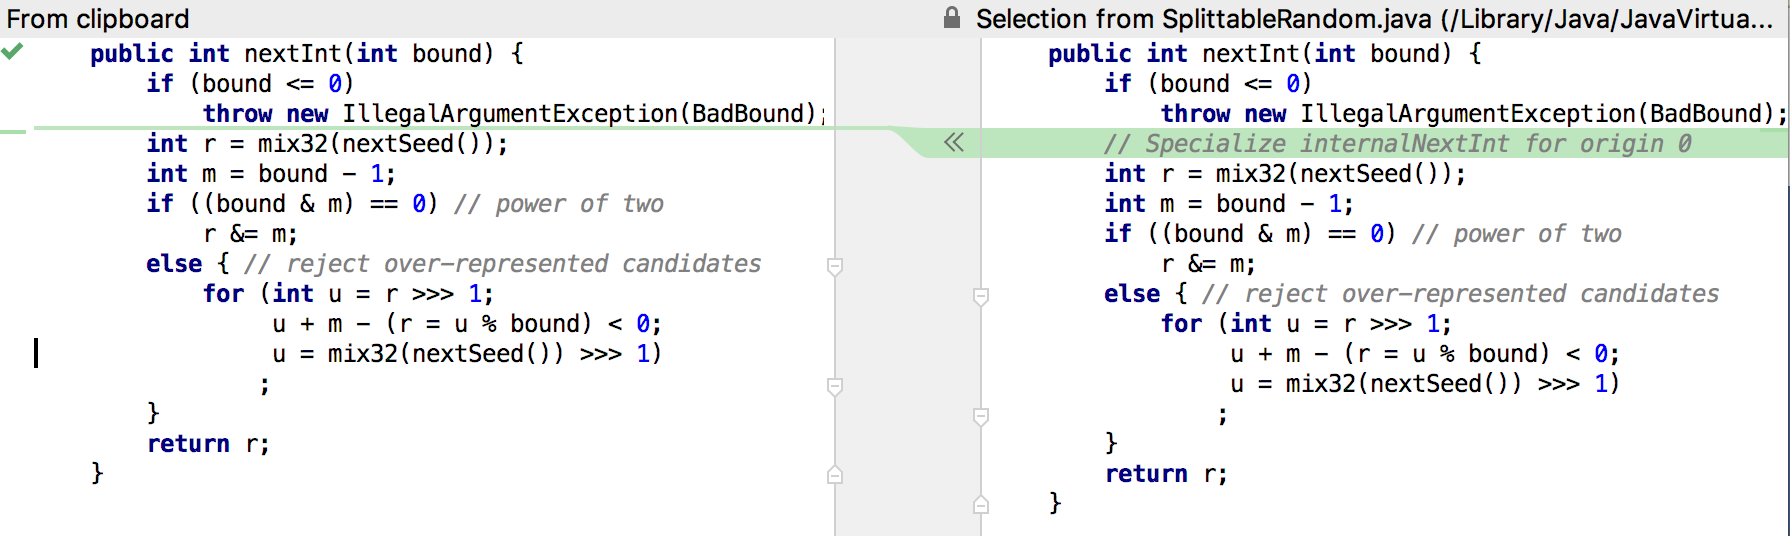 From clipboard
public int nextInt(int bound) {
if (bound <= 0)
throw new IllegalArgumentException(BadBound);
int r = mix32(nextSeed());
int m = bound - 1;
if ((bound & m) == 0) // power of two
r &= m;
else { // reject over-represented candidates
for (int u = r >>> 1;
u + m - (r = u % bound) < 0;
u = mix32(nextSeed()) >>> 1)
;
}
return r;
}
Selection from SplittableRandom.java (/Library/Java/JavaVirtua...
public int nextInt(int bound) {
if (bound <= 0)
throw new IllegalArgumentException(BadBound);
// Specialize internalNextInt for origin 0
int r = mix32(nextSeed());
int m = bound - 1;
if ((bound & m) == 0) // power of two
r &= m;
else { // reject over-represented candidates
for (int u = r >>> 1;
u + m - (r = u % bound) < 0;
u = mix32(nextSeed()) >>> 1)
;
}
return r;
}